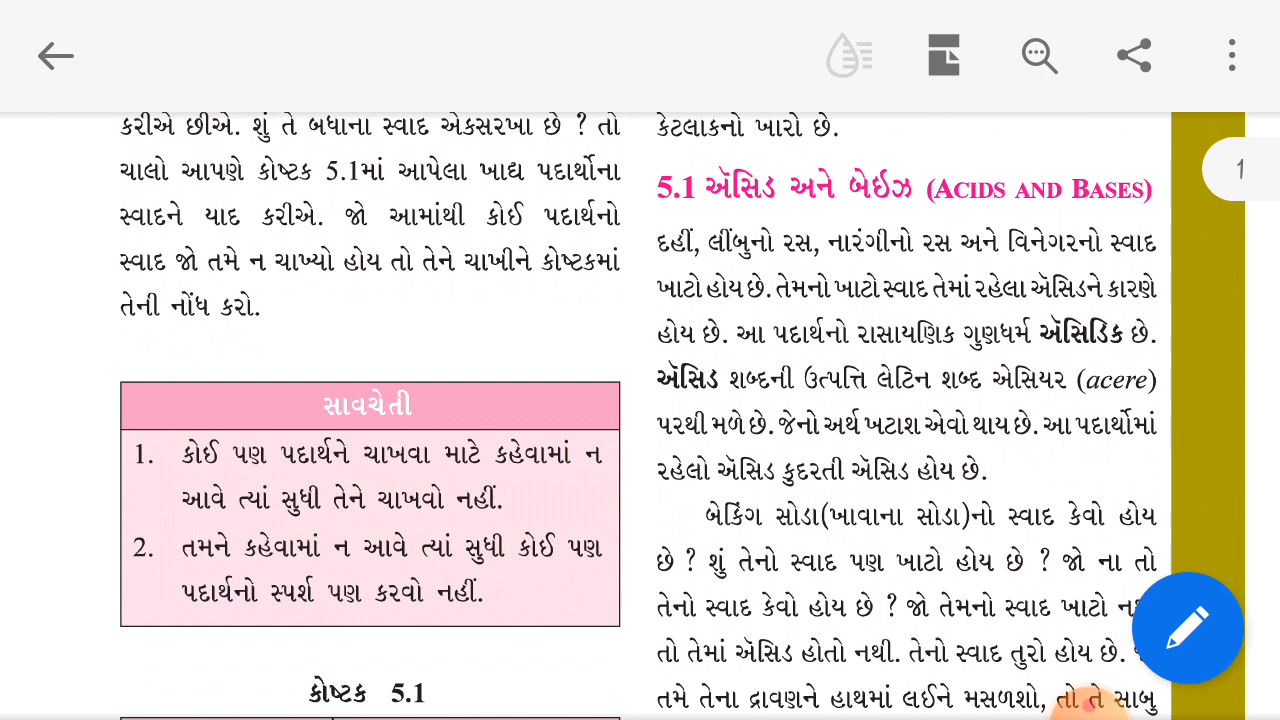 1
કરીએ છીએ. શું તે બધાના સ્વાદ એકસરખા છે ? તો
ચાલો આપણે કોષ્ટક 5.1માં આપેલા ખાદ્ય પદાર્થોના
સ્વાદને યાદ કરીએ. જો આમાંથી કોઈ પદાર્થનો
સ્વાદ જો તમે ન ચાખ્યો હોય તો તેને ચાખીને કોષ્ટકમાં
તેની નોંધ કરો.
સાવચેતી
1. કોઈ પણ પદાર્થને ચાખવા માટે કહેવામાં ન
આવે ત્યાં સુધી તેને ચાખવો નહીં.
2. તમને કહેવામાં ન આવે ત્યાં સુધી કોઈ પણ
પદાર્થનો સ્પર્શ પણ કરવો નહીં.
કોષ્ટક 5.1
કેટલાકનો ખારો છે.
5.1 ઍસિડ અને બેઇઝ (ACIDS AND BASES)
દહીં, લીંબુનો રસ, નારંગીનો રસ અને વિનેગરનો સ્વાદ
ખાટો હોય છે. તેમનો ખાટો સ્વાદ તેમાં રહેલા ઍસિડને કારણે
હોય છે. આ પદાર્થનો રાસાયણિક ગુણધર્મ ઍસિડિક છે.
ઍસિડ શબ્દની ઉત્પત્તિ લેટિન શબ્દ એસિયર (acere)
પરથી મળે છે. જેનો અર્થ ખટાશ એવો થાય છે. આ પદાર્થોમાં
રહેલો ઍસિડ કુદરતી ઍસિડ હોય છે.
બેકિંગ સોડા(ખાવાના સોડા)નો સ્વાદ કેવો હોય
છે ? શું તેનો સ્વાદ પણ ખાટો હોય છે ? જો ના તો
તેનો સ્વાદ કેવો હોય છે ? જો તેમનો સ્વાદ ખાટો
તો તેમાં ઍસિડ હોતો નથી. તેનો સ્વાદ તુરો હોય છે.
તમે તેના દ્રાવણને હાથમાં લઈને મસળશો, તો તે સાબુ